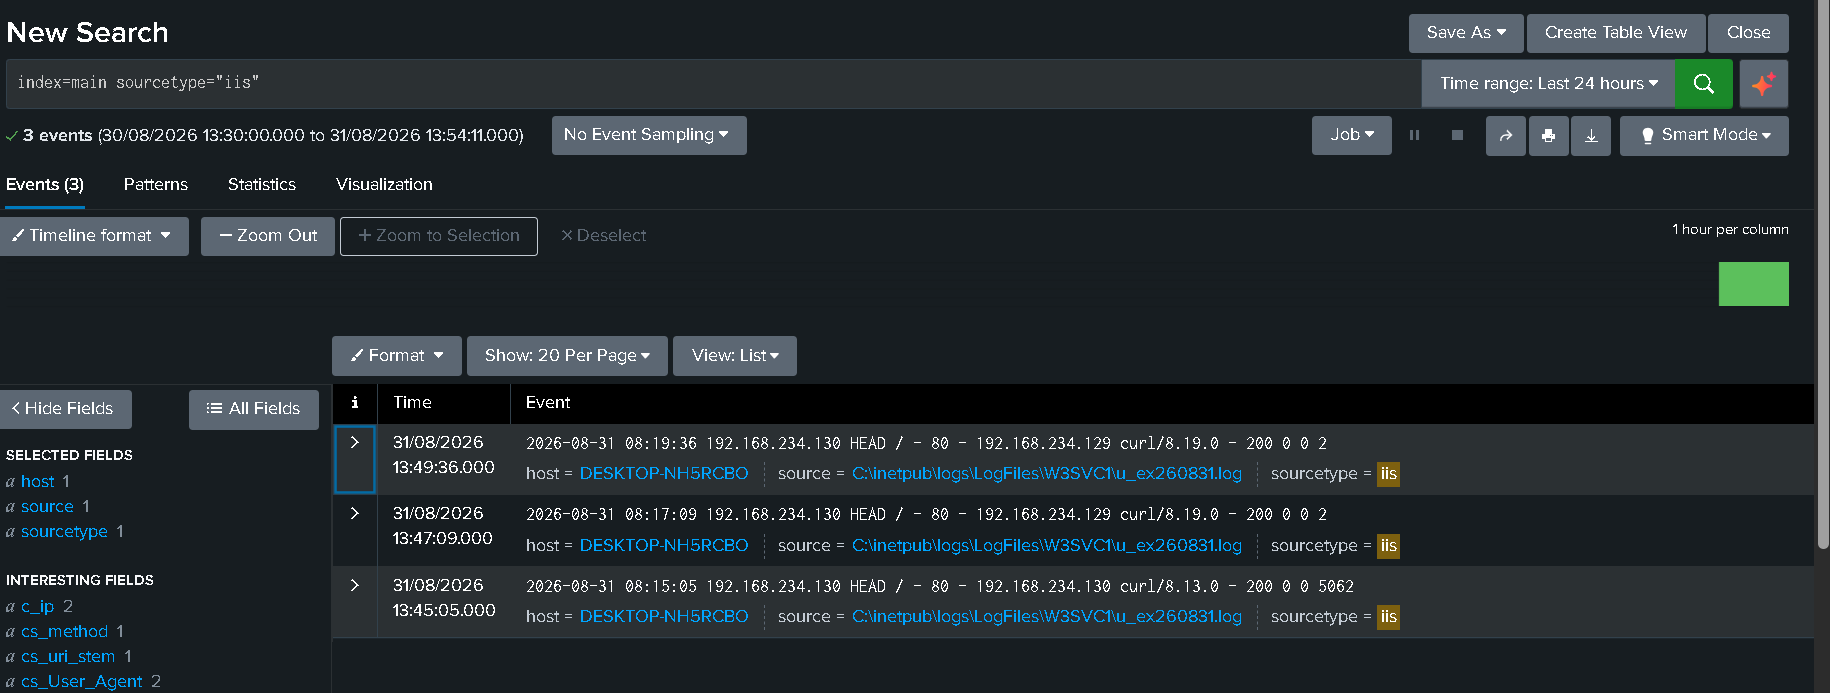 New Search
Save As
Create Table View
Close
index=main sourcetype="iis"
Time range: Last 24 hours
3 events (30/08/2026 13:30:00.000 to 31/08/2026 13:54:11.000)
No Event Sampling
Job
Smart Mode
Events (3)
Patterns
Statistics
Visualization
Timeline format
— Zoom Out
+ Zoom to Selection
× Deselect
1 hour per column
Format
Show: 20 Per Page
View: List
< Hide Fields
All Fields
i
Time
Event
SELECTED FIELDS
a host 1
a source 1
a sourcetype 1
INTERESTING FIELDS
a c_ip 2
a cs_method 1
a cs_uri_stem 1
a cs_User_Agent 2
31/08/2026
13:49:36.000
2026-08-31 08:19:36 192.168.234.130 HEAD / - 80 - 192.168.234.129 curl/8.19.0 - 200 0 0 2
host = DESKTOP-NH5RCBO source = C:\inetpub\logs\LogFiles\W3SVC1\u_ex260831.log sourcetype = iis
31/08/2026
13:47:09.000
2026-08-31 08:17:09 192.168.234.130 HEAD / - 80 - 192.168.234.129 curl/8.19.0 - 200 0 0 2
host = DESKTOP-NH5RCBO source = C:\inetpub\logs\LogFiles\W3SVC1\u_ex260831.log sourcetype = iis
31/08/2026
13:45:05.000
2026-08-31 08:15:05 192.168.234.130 HEAD / - 80 - 192.168.234.130 curl/8.13.0 - 200 0 0 5062
host = DESKTOP-NH5RCBO source = C:\inetpub\logs\LogFiles\W3SVC1\u_ex260831.log sourcetype = iis